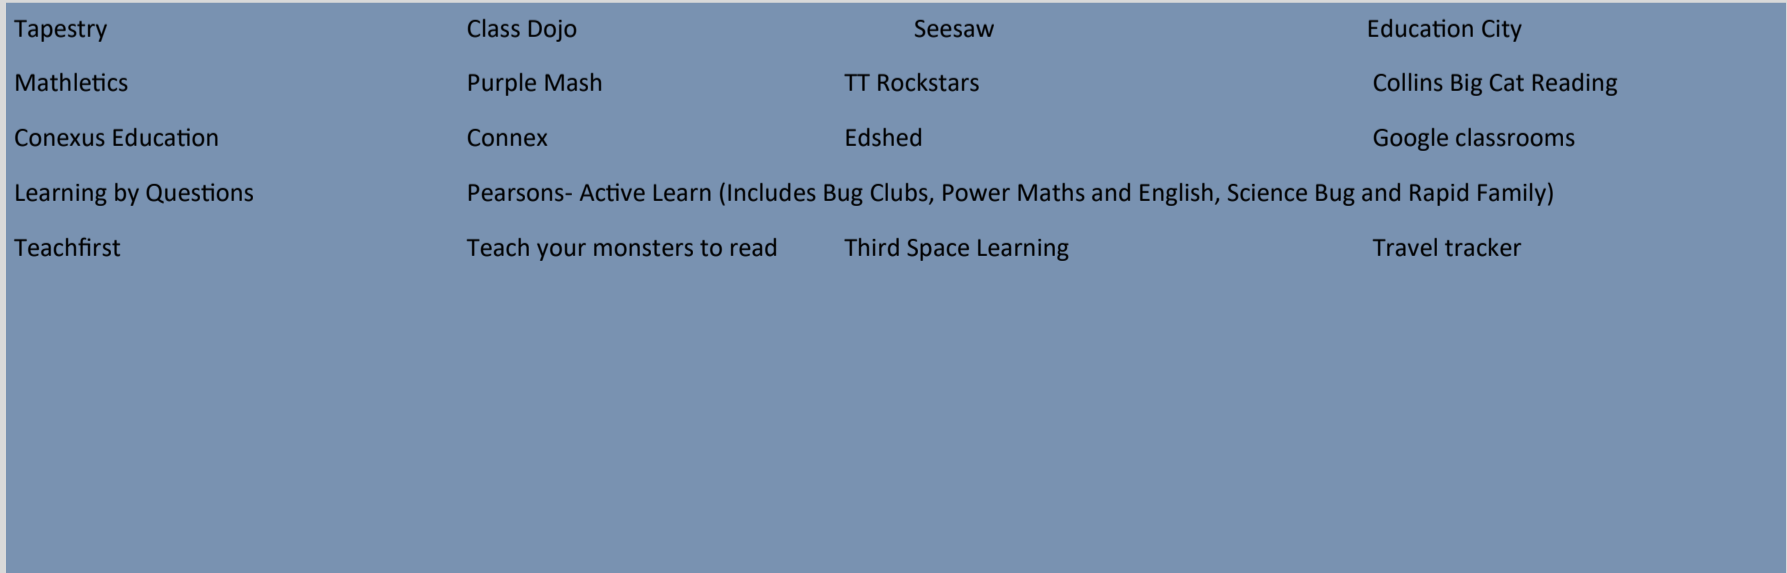 Tapestry Class Dojo Seesaw Education City
Mathletics Purple Mash TT Rockstars Collins Big Cat Reading
Conexus Education Connex Edshed Google classrooms
Learning by Questions Pearsons- Active Learn (Includes Bug Clubs, Power Maths and English, Science Bug and Rapid Family)
Teachfirst Teach your monsters to read Third Space Learning Travel tracker